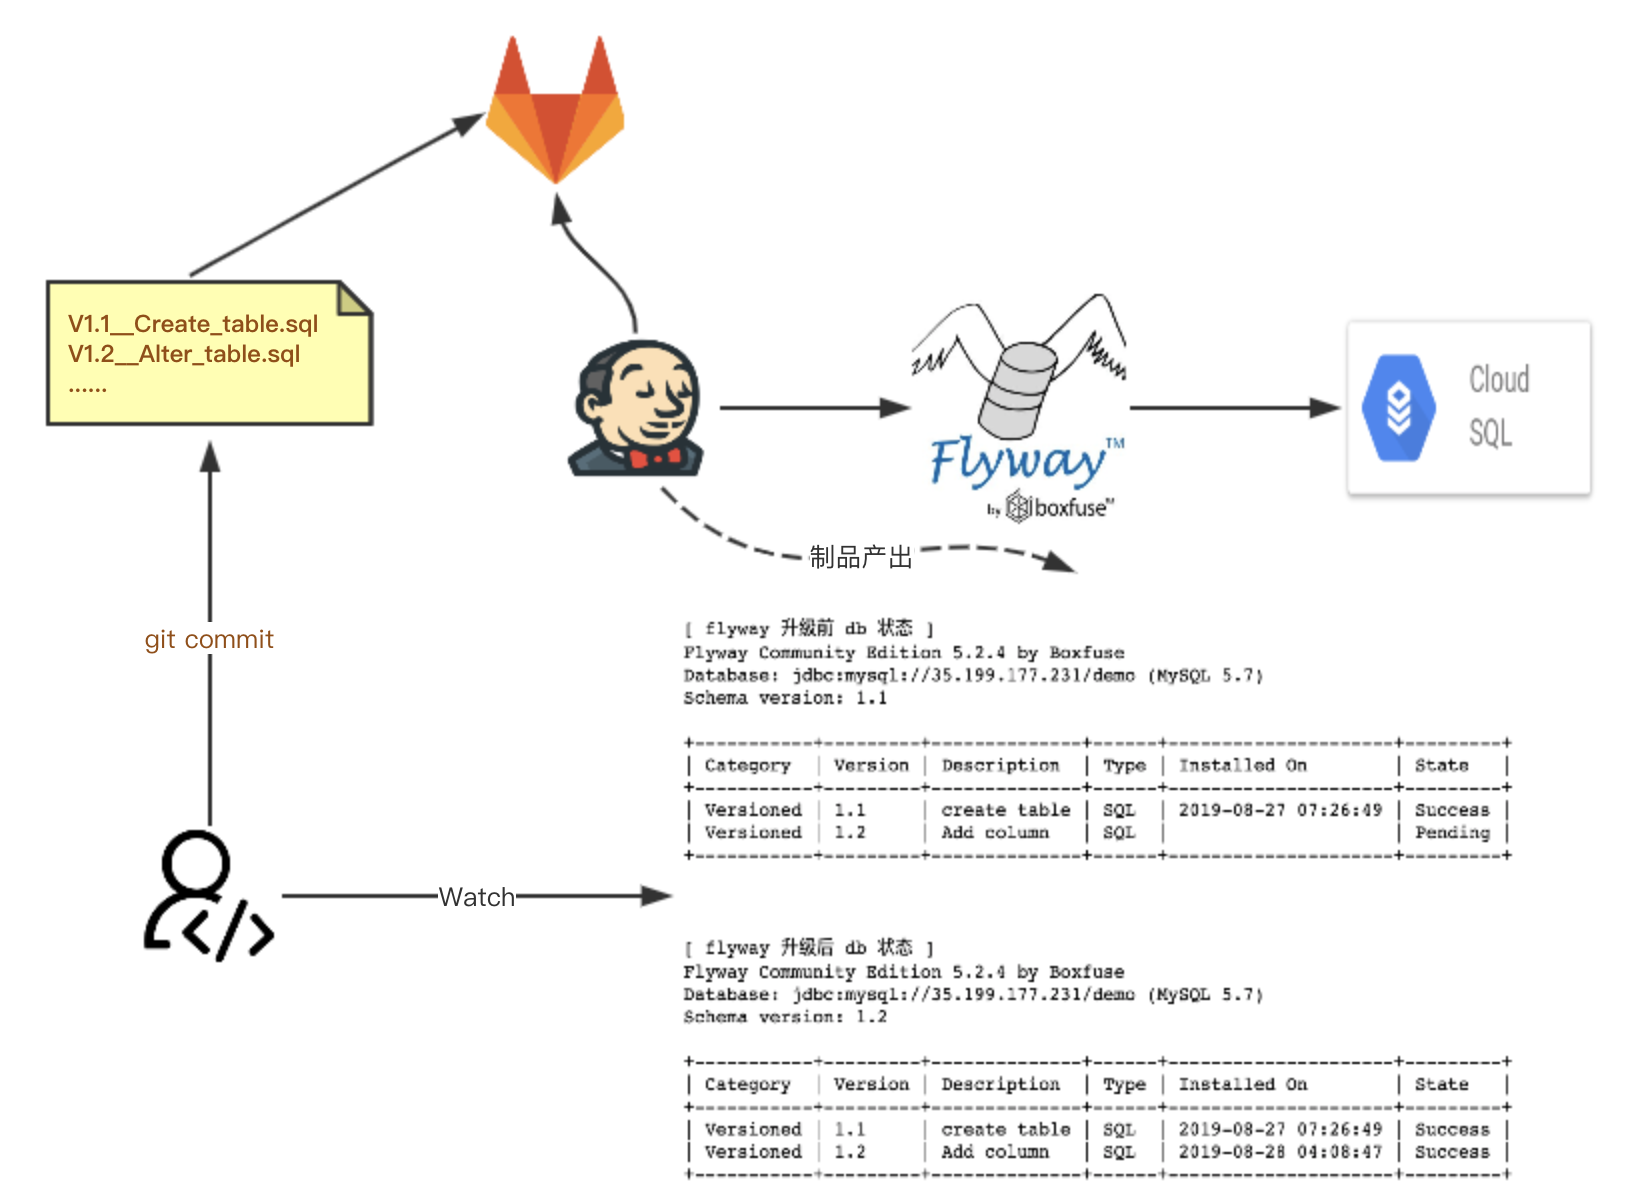 V1.1__Create_table.sql
V1.2__Alter_table.sql
......
Cloud
SQL
Flyway™
by boxfuse™
制品产出
git commit
Watch
[ flyway 升级前 db 状态 ]
Flyway Community Edition 5.2.4 by Boxfuse
Database: jdbc:mysql://35.199.177.231/demo (MySQL 5.7)
Schema version: 1.1
+-----------+---------+--------------+------+---------------------+---------+
| Category | Version | Description | Type | Installed On | State |
+-----------+---------+--------------+------+---------------------+---------+
| Versioned | 1.1 | create table | SQL | 2019-08-27 07:26:49 | Success |
| Versioned | 1.2 | Add column | SQL | | Pending |
+-----------+---------+--------------+------+---------------------+---------+
[ flyway 升级后 db 状态 ]
Flyway Community Edition 5.2.4 by Boxfuse
Database: jdbc:mysql://35.199.177.231/demo (MySQL 5.7)
Schema version: 1.2
+-----------+---------+--------------+------+---------------------+---------+
| Category | Version | Description | Type | Installed On | State |
+-----------+---------+--------------+------+---------------------+---------+
| Versioned | 1.1 | create table | SQL | 2019-08-27 07:26:49 | Success |
| Versioned | 1.2 | Add column | SQL | 2019-08-28 04:08:47 | Success |
+-----------+---------+--------------+------+---------------------+---------+